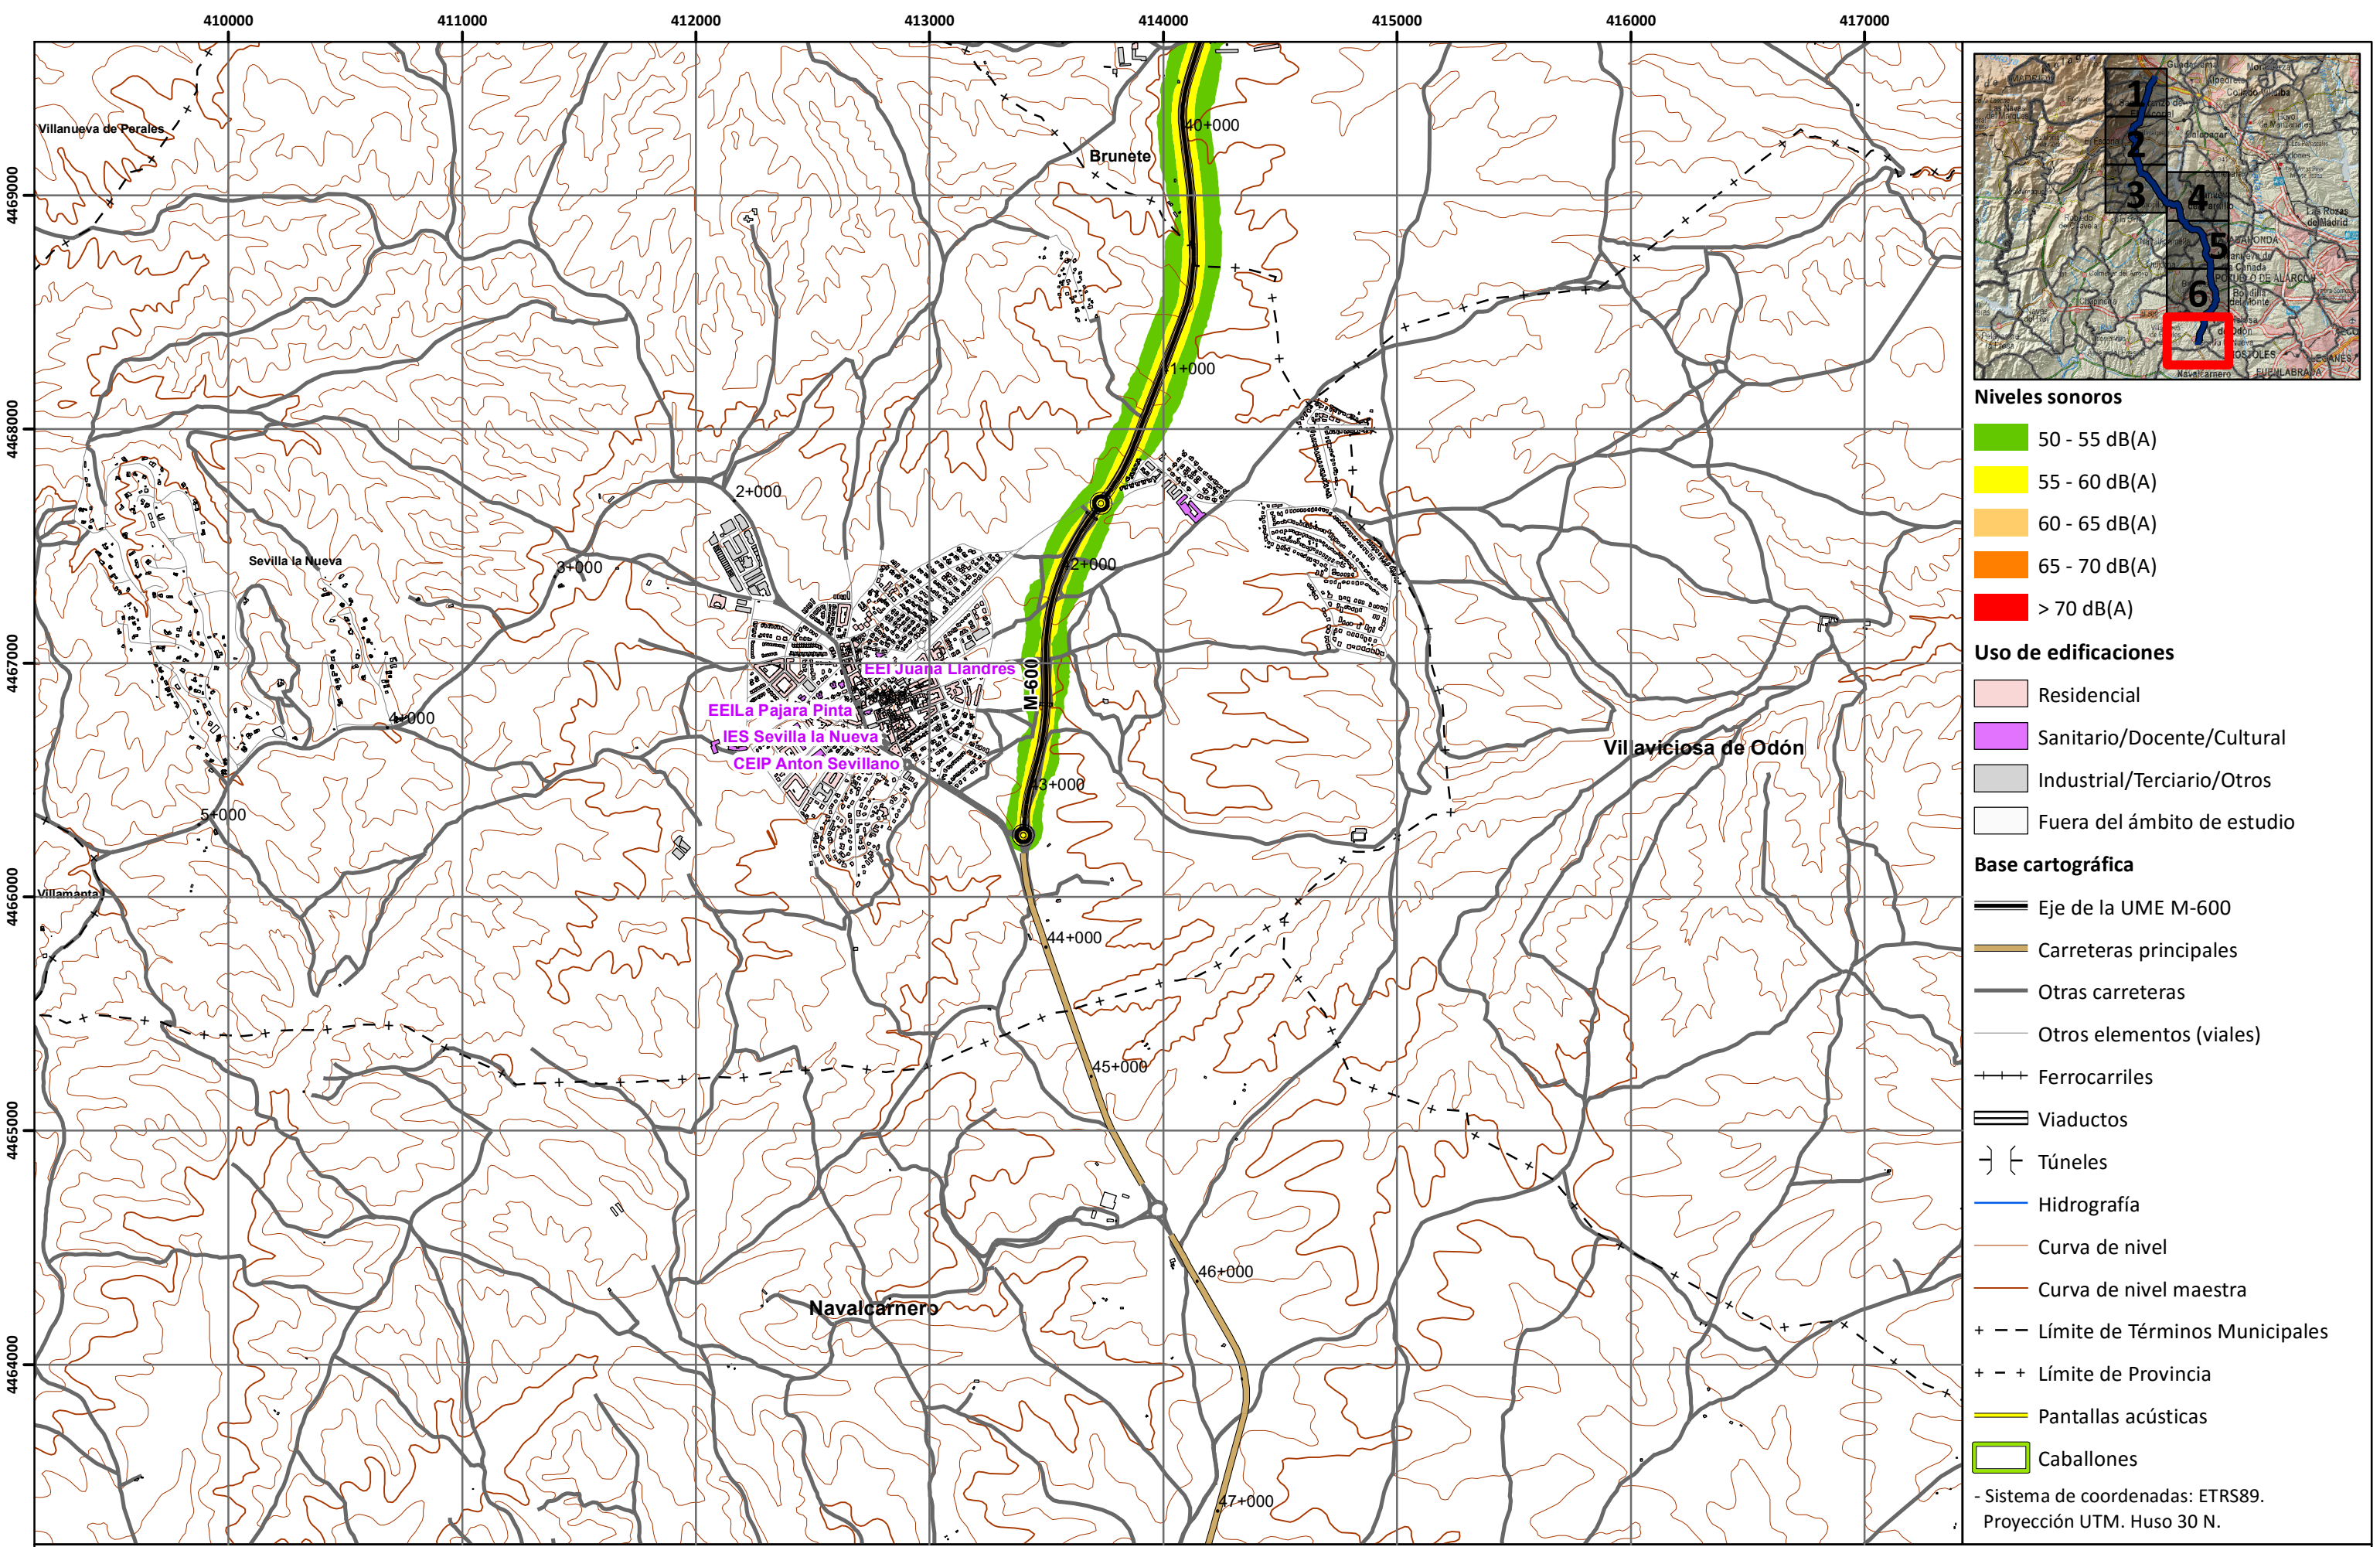 410000
411000
412000
413000
414000
415000
416000
417000
4469000
4468000
4467000
4466000
4465000
4464000
Villanueva de Perales
Brunete
40+000
1+000
2+000
3+000
Sevilla la Nueva
42+000
EEI Juana Llandres
EEILa Pajara Pinta
IES Sevilla la Nueva
CEIP Anton Sevillano
M-600
4+000
5+000
43+000
Villaviciosa de Odón
Villamanta
44+000
45+000
46+000
Navalcarnero
47+000
1
2
3
4
5
6
Navalcarnero
FUENLABRADA
Niveles sonoros
50 - 55 dB(A)
55 - 60 dB(A)
60 - 65 dB(A)
65 - 70 dB(A)
> 70 dB(A)
Uso de edificaciones
Residencial
Sanitario/Docente/Cultural
Industrial/Terciario/Otros
Fuera del ámbito de estudio
Base cartográfica
Eje de la UME M-600
Carreteras principales
Otras carreteras
Otros elementos (viales)
Ferrocarriles
Viaductos
Túneles
Hidrografía
Curva de nivel
Curva de nivel maestra
Límite de Términos Municipales
Límite de Provincia
Pantallas acústicas
Caballones
- Sistema de coordenadas: ETRS89.
Proyección UTM. Huso 30 N.